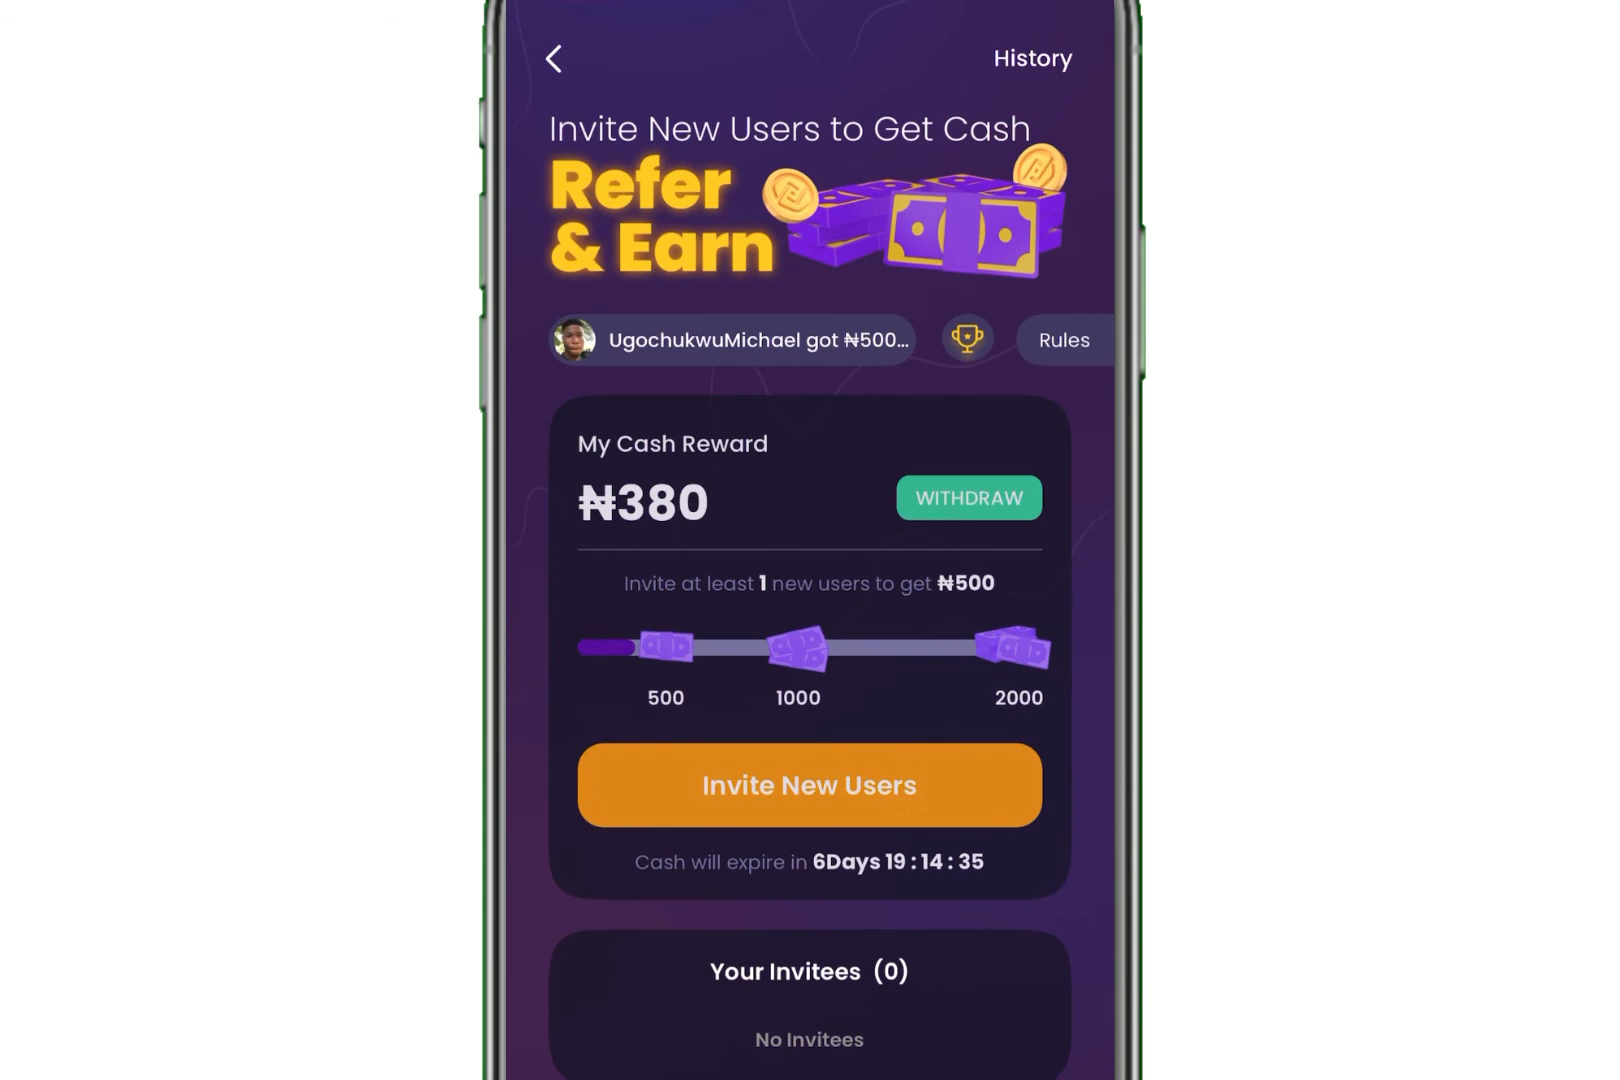 History
Invite New Users to Get Cash
Refer
& Earn
UgochukwuMichael got ₦500...
Rules
My Cash Reward
₦380
WITHDRAW
Invite at least 1 new users to get ₦500
500
1000
2000
Invite New Users
Cash will expire in 6Days 19 : 14 : 35
Your Invitees (0)
No Invitees